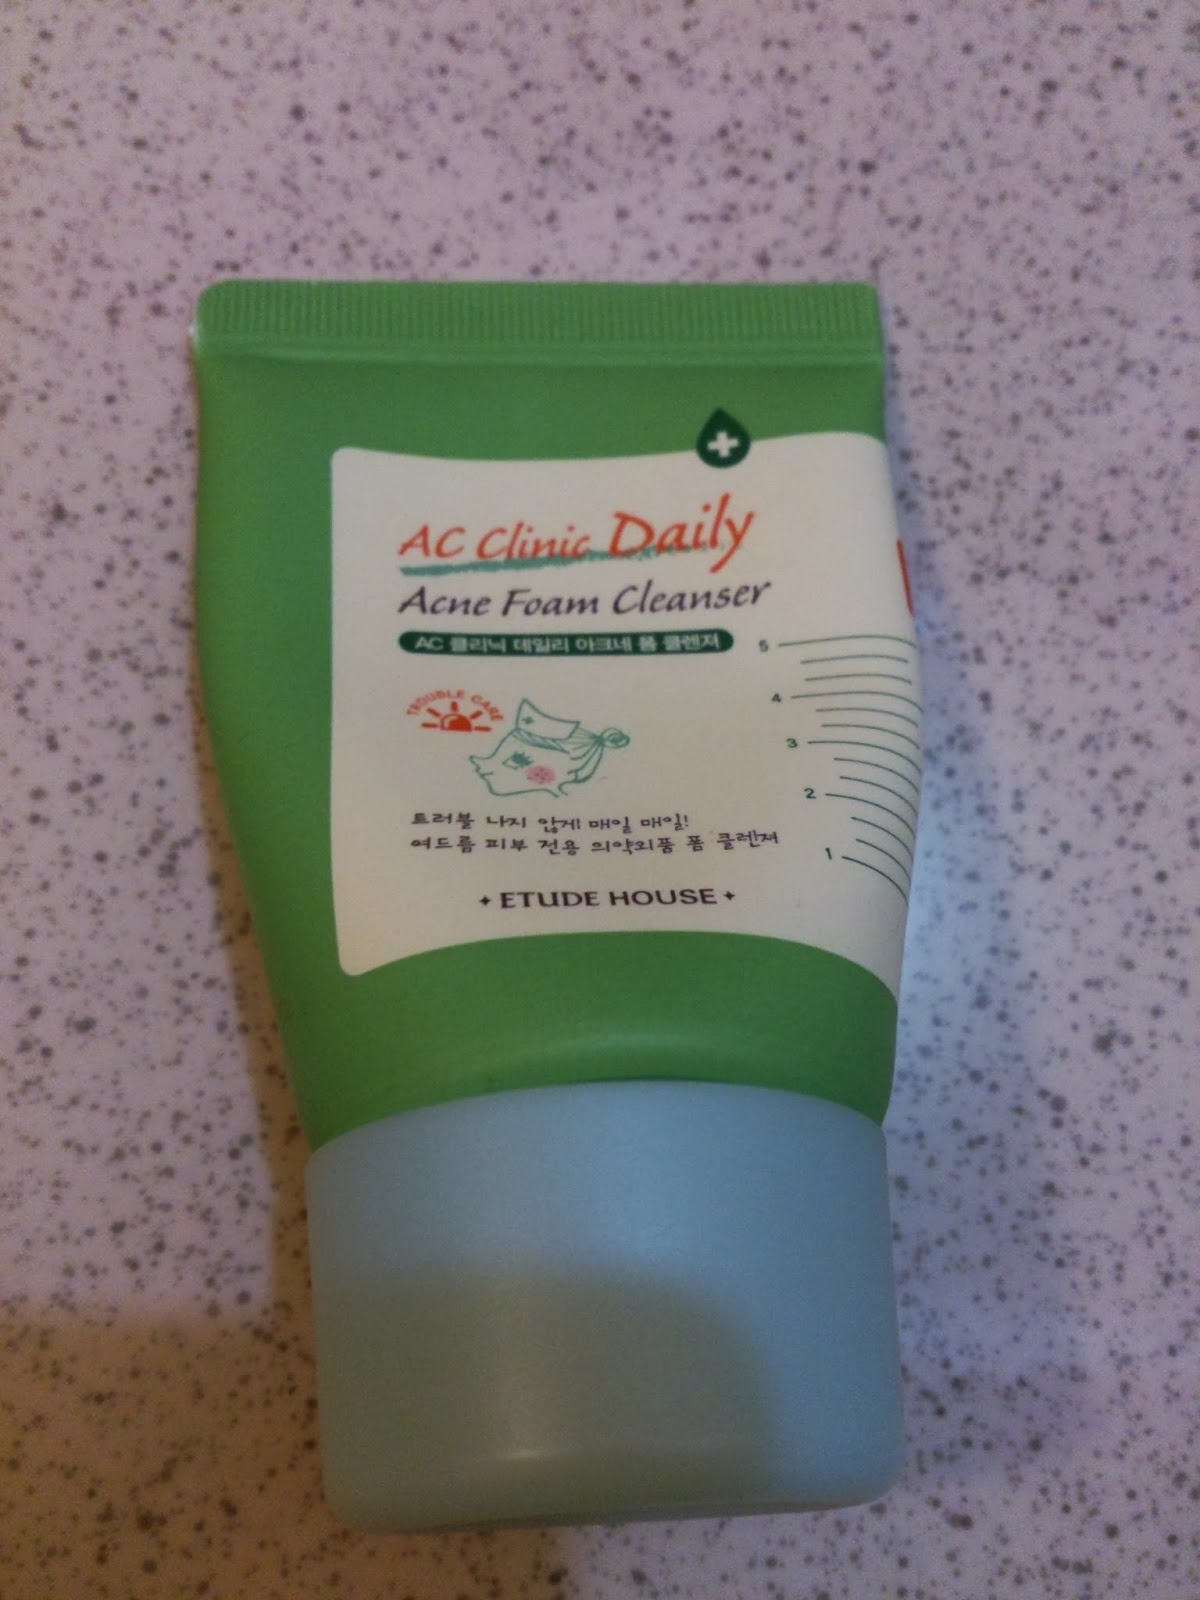 AC Clinic Daily
Acne Foam Cleanser
AC 클리닉 데일리 아크네 폼 클렌져
TROUBLE CARE
트러블 나지 않게 매일 매일!
여드름 피부 전용 의약외품 폼 클렌져
ETUDE HOUSE
5
4
3
2
1